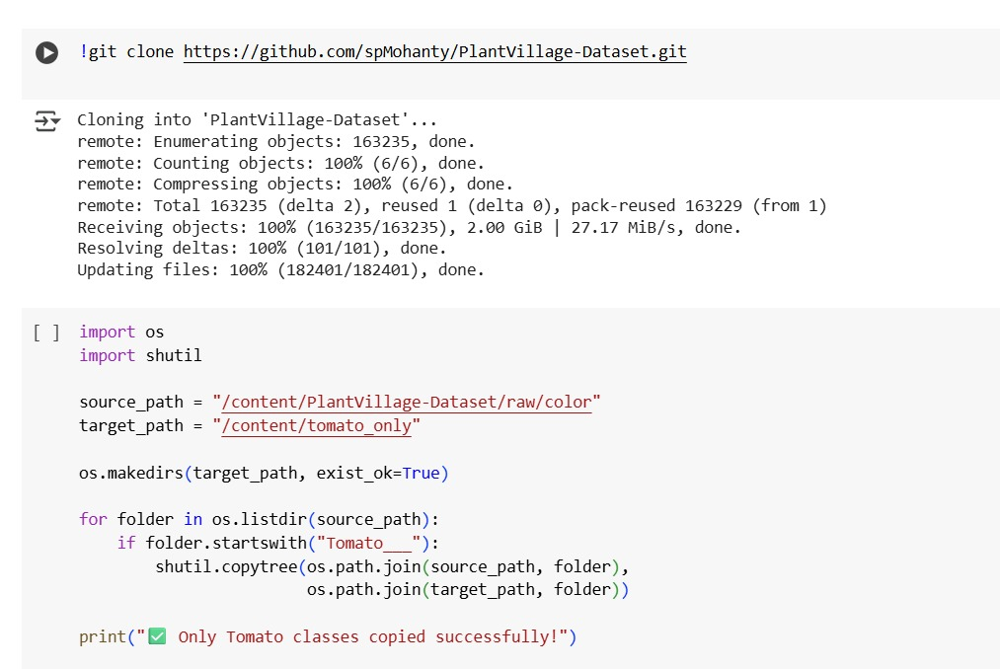 !git clone https://github.com/spMohanty/PlantVillage-Dataset.git
Cloning into 'PlantVillage-Dataset'...
remote: Enumerating objects: 163235, done.
remote: Counting objects: 100% (6/6), done.
remote: Compressing objects: 100% (6/6), done.
remote: Total 163235 (delta 2), reused 1 (delta 0), pack-reused 163229 (from 1)
Receiving objects: 100% (163235/163235), 2.00 GiB | 27.17 MiB/s, done.
Resolving deltas: 100% (101/101), done.
Updating files: 100% (182401/182401), done.
[ ] import os
import shutil
source_path = "/content/PlantVillage-Dataset/raw/color"
target_path = "/content/tomato_only"
os.makedirs(target_path, exist_ok=True)
for folder in os.listdir(source_path):
    if folder.startswith("Tomato___"):
        shutil.copytree(os.path.join(source_path, folder),
                        os.path.join(target_path, folder))
print("✅ Only Tomato classes copied successfully!")